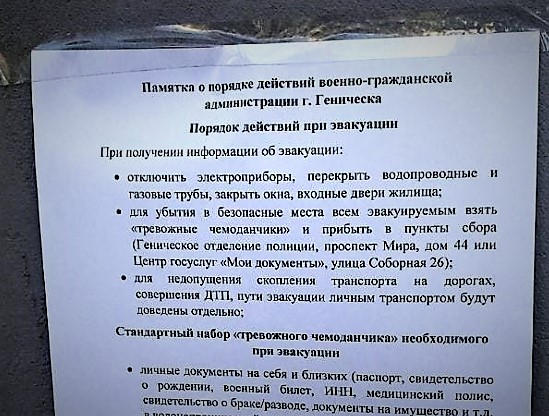 Памятка о порядке действий военно-гражданской
администрации г. Геническа
Порядок действий при эвакуации
При получении информации об эвакуации:
• отключить электроприборы, перекрыть водопроводные и
газовые трубы, закрыть окна, входные двери жилища;
• для убытия в безопасные места всем эвакуируемым взять
«тревожные чемоданчики» и прибыть в пункты сбора
(Геническое отделение полиции, проспект Мира, дом 44 или
Центр госуслуг «Мои документы», улица Соборная 26);
• для недопущения скопления транспорта на дорогах,
совершения ДТП, пути эвакуации личным транспортом будут
доведены отдельно;
Стандартный набор «тревожного чемоданчика» необходимого
при эвакуации
• личные документы на себя и близких (паспорт, свидетельство
о рождении, военный билет, ИНН, медицинский полис,
свидетельство о браке/разводе, документы на имущество и т.д.